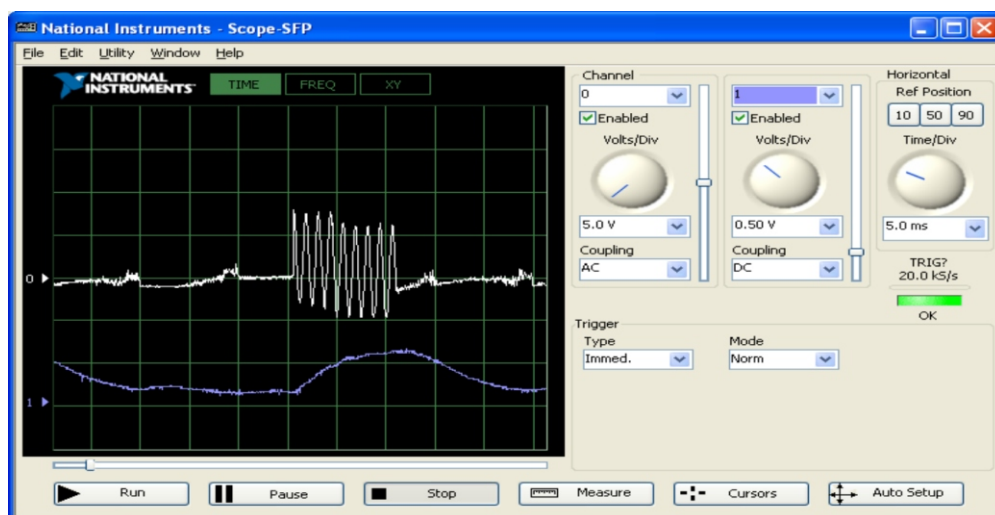 National Instruments - Scope-SFP
File Edit Utility Window Help
NATIONAL
INSTRUMENTS
TIME FREQ XY
0
1
Channel
0
Enabled
Volts/Div
5.0 V
Coupling
AC
1
Enabled
Volts/Div
0.50 V
Coupling
DC
Horizontal
Ref Position
10 50 90
Time/Div
5.0 ms
TRIG?
20.0 kS/s
OK
Trigger
Type
Immed.
Mode
Norm
Run Pause Stop Measure Cursors Auto Setup